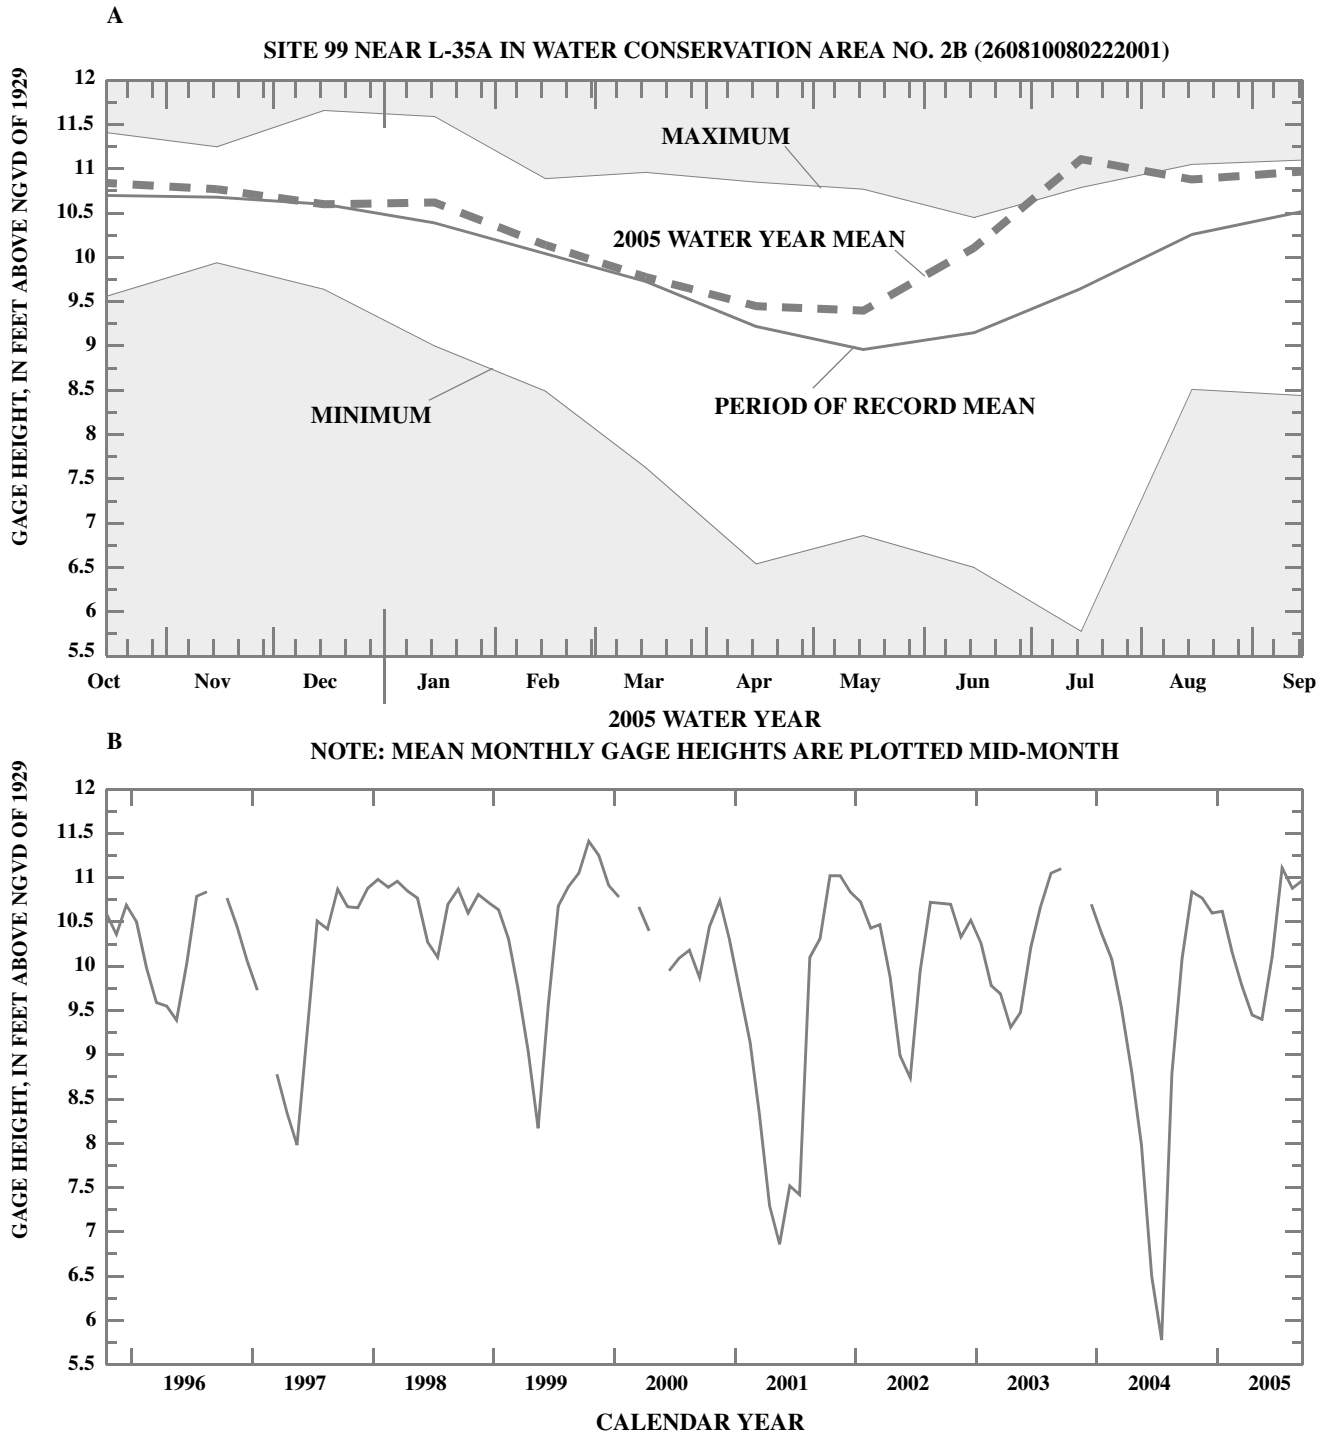 A
SITE 99 NEAR L-35A IN WATER CONSERVATION AREA NO. 2B (260810080222001)
GAGE HEIGHT, IN FEET ABOVE NGVD OF 1929
12
11.5
11
10.5
10
9.5
9
8.5
8
7.5
7
6.5
6
5.5
MAXIMUM
2005 WATER YEAR MEAN
PERIOD OF RECORD MEAN
MINIMUM
Oct Nov Dec Jan Feb Mar Apr May Jun Jul Aug Sep
2005 WATER YEAR
B
NOTE: MEAN MONTHLY GAGE HEIGHTS ARE PLOTTED MID-MONTH
GAGE HEIGHT, IN FEET ABOVE NGVD OF 1929
12
11.5
11
10.5
10
9.5
9
8.5
8
7.5
7
6.5
6
5.5
1996 1997 1998 1999 2000 2001 2002 2003 2004 2005
CALENDAR YEAR